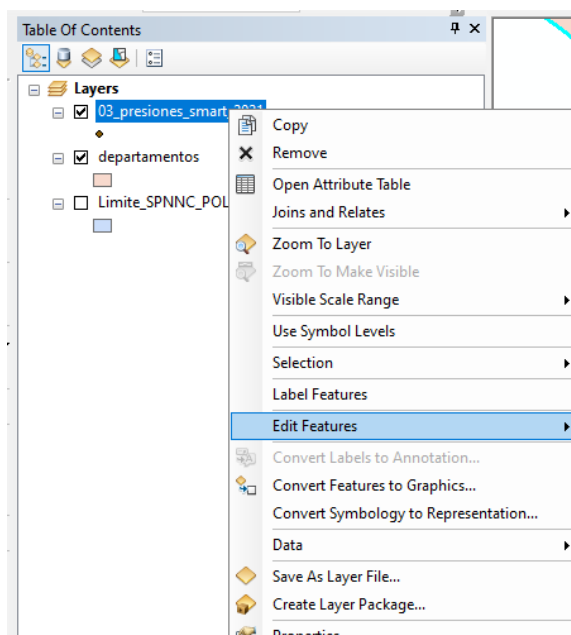 Table Of Contents
Layers
03_presiones_smart_2021
departamentos
Limite_SPNNC_POL
Copy
Remove
Open Attribute Table
Joins and Relates
Zoom To Layer
Zoom To Make Visible
Visible Scale Range
Use Symbol Levels
Selection
Label Features
Edit Features
Convert Labels to Annotation...
Convert Features to Graphics...
Convert Symbology to Representation...
Data
Save As Layer File...
Create Layer Package...
Properties